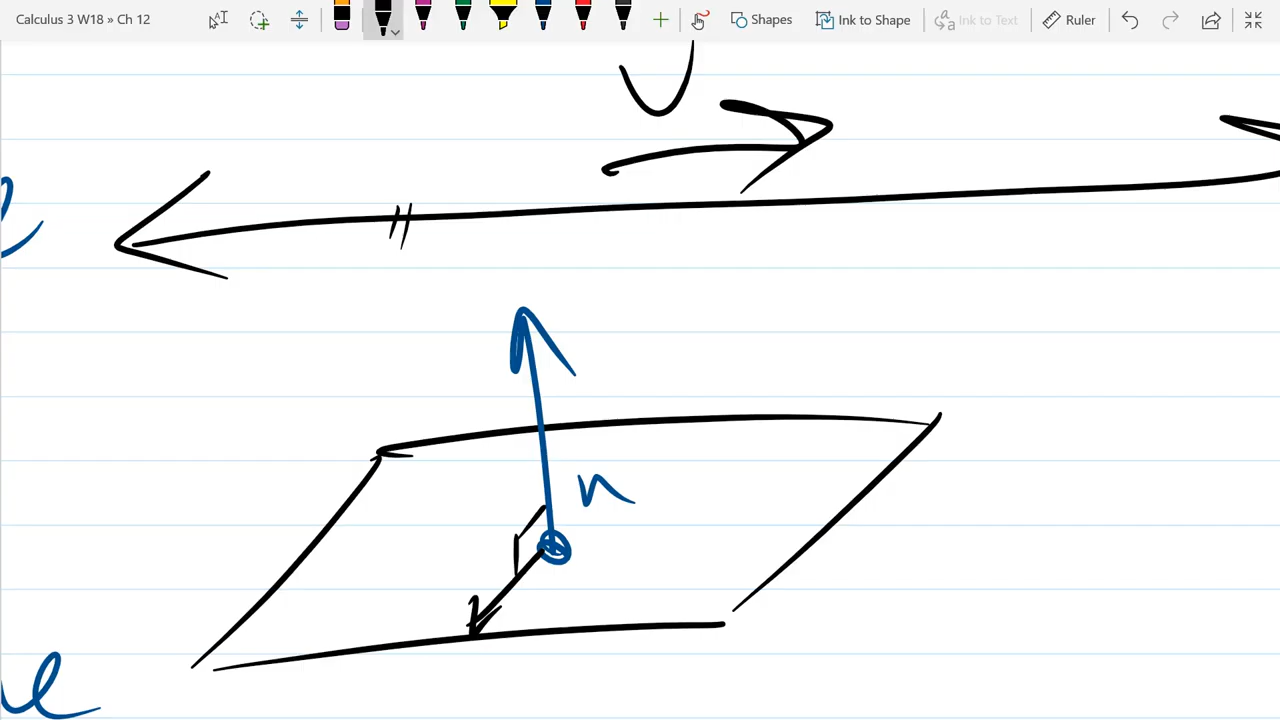 Calculus 3 W18 » Ch 12
Shapes
Ink to Shape
Ink to Text
Ruler
n